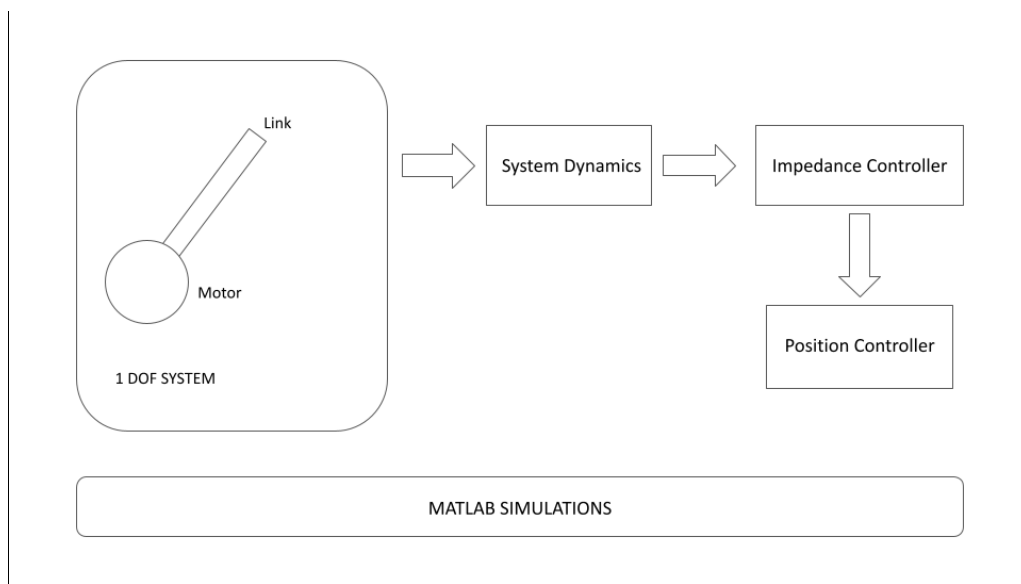 Link
Motor
1 DOF SYSTEM
System Dynamics
Impedance Controller
Position Controller
MATLAB SIMULATIONS